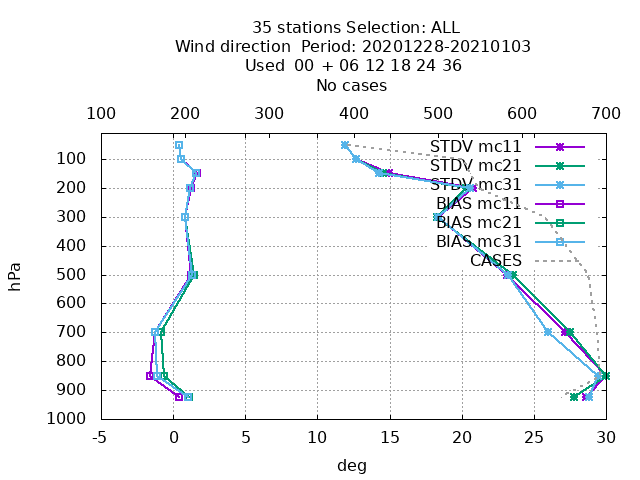 35 stations Selection: ALL
Wind direction  Period: 20201228-20210103
Used  00 + 06 12 18 24 36
No cases
100 200 300 400 500 600 700
STDV mc11
100
STDV mc21
STDV mc31
200
BIAS mc11
300
BIAS mc21
BIAS mc31
400
CASES
500
hPa
600
700
800
900
1000
-5 0 5 10 15 20 25 30
deg